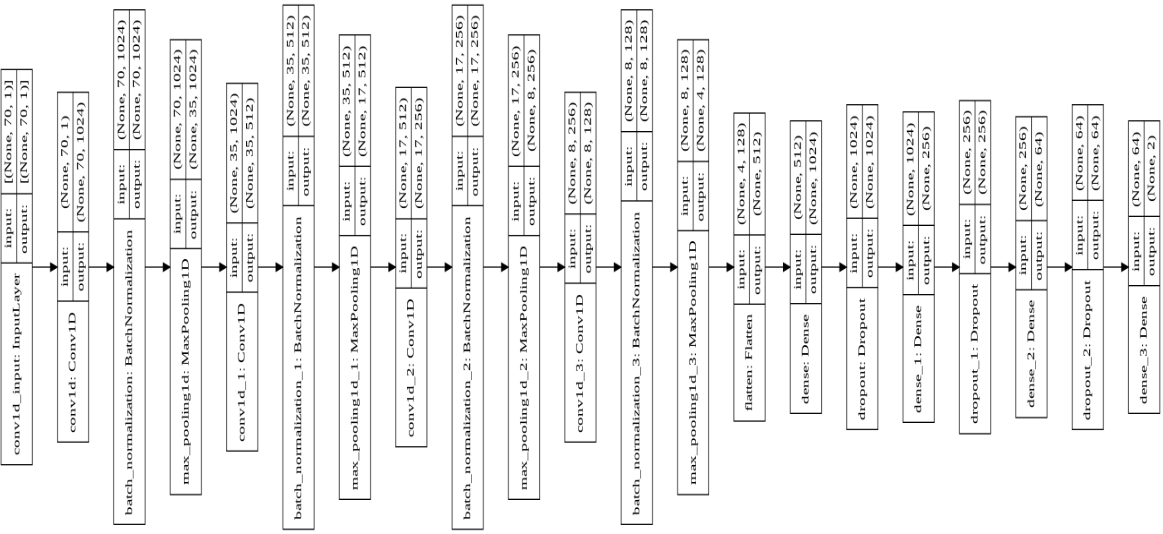 conv1d_input: InputLayer
input: [(None, 70, 1)]
output: [(None, 70, 1)]
conv1d: Conv1D
input: (None, 70, 1)
output: (None, 70, 1024)
batch_normalization: BatchNormalization
input: (None, 70, 1024)
output: (None, 70, 1024)
max_pooling1d: MaxPooling1D
input: (None, 70, 1024)
output: (None, 35, 1024)
conv1d_1: Conv1D
input: (None, 35, 1024)
output: (None, 35, 512)
batch_normalization_1: BatchNormalization
input: (None, 35, 512)
output: (None, 35, 512)
max_pooling1d_1: MaxPooling1D
input: (None, 35, 512)
output: (None, 17, 512)
conv1d_2: Conv1D
input: (None, 17, 512)
output: (None, 17, 256)
batch_normalization_2: BatchNormalization
input: (None, 17, 256)
output: (None, 17, 256)
max_pooling1d_2: MaxPooling1D
input: (None, 17, 256)
output: (None, 8, 256)
conv1d_3: Conv1D
input: (None, 8, 256)
output: (None, 8, 128)
batch_normalization_3: BatchNormalization
input: (None, 8, 128)
output: (None, 8, 128)
max_pooling1d_3: MaxPooling1D
input: (None, 8, 128)
output: (None, 4, 128)
flatten: Flatten
input: (None, 4, 128)
output: (None, 512)
dense: Dense
input: (None, 512)
output: (None, 1024)
dropout: Dropout
input: (None, 1024)
output: (None, 1024)
dense_1: Dense
input: (None, 1024)
output: (None, 256)
dropout_1: Dropout
input: (None, 256)
output: (None, 256)
dense_2: Dense
input: (None, 256)
output: (None, 64)
dropout_2: Dropout
input: (None, 64)
output: (None, 64)
dense_3: Dense
input: (None, 64)
output: (None, 2)